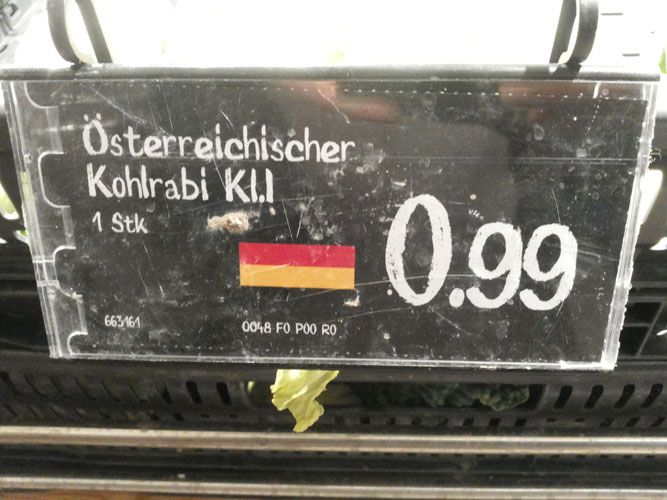 Österreichischer
Kohlrabi Kl.I
1 Stk
0.99
663161
0048 F0 P00 R0